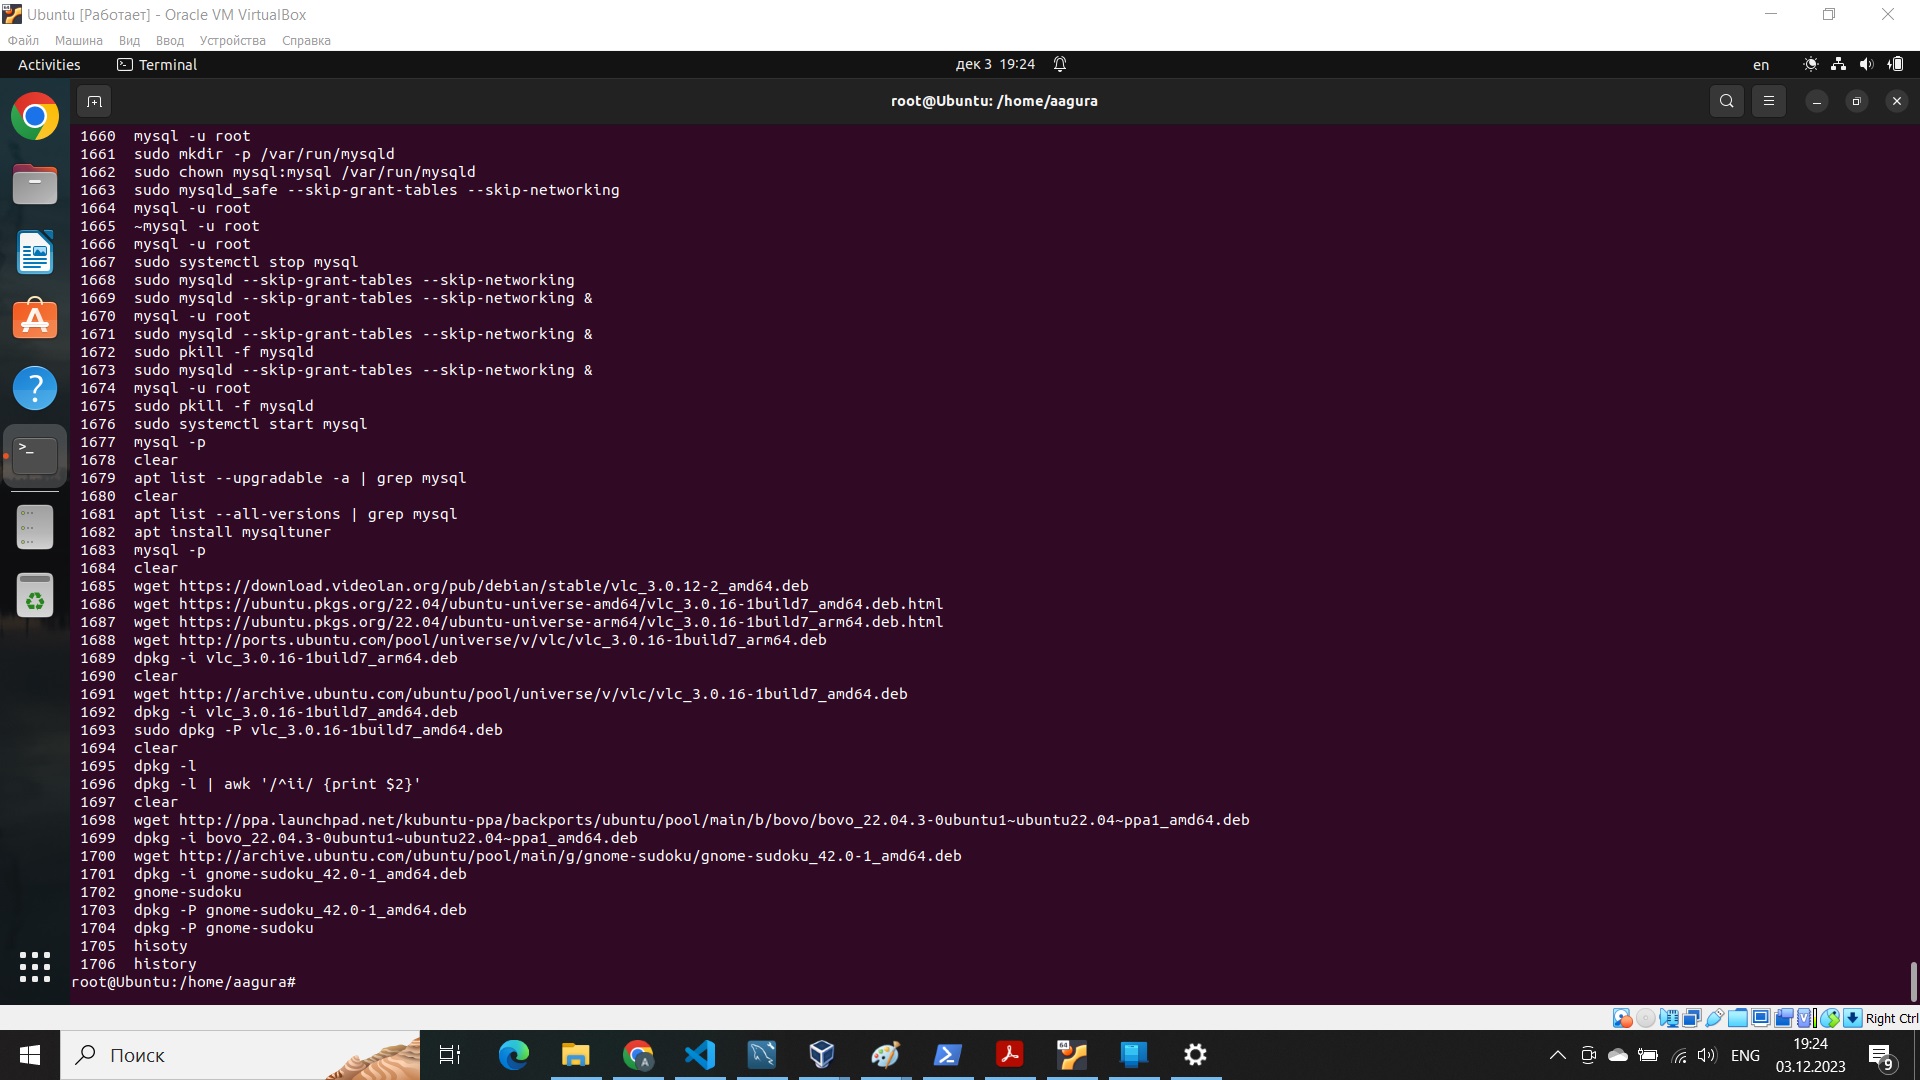 Ubuntu [Работает] - Oracle VM VirtualBox
Файл Машина Вид Ввод Устройства Справка
Activities Terminal дек 3 19:24 en
root@Ubuntu: /home/aagura
1660 mysql -u root
1661 sudo mkdir -p /var/run/mysqld
1662 sudo chown mysql:mysql /var/run/mysqld
1663 sudo mysqld_safe --skip-grant-tables --skip-networking
1664 mysql -u root
1665 ~mysql -u root
1666 mysql -u root
1667 sudo systemctl stop mysql
1668 sudo mysqld --skip-grant-tables --skip-networking
1669 sudo mysqld --skip-grant-tables --skip-networking &
1670 mysql -u root
1671 sudo mysqld --skip-grant-tables --skip-networking &
1672 sudo pkill -f mysqld
1673 sudo mysqld --skip-grant-tables --skip-networking &
1674 mysql -u root
1675 sudo pkill -f mysqld
1676 sudo systemctl start mysql
1677 mysql -p
1678 clear
1679 apt list --upgradable -a | grep mysql
1680 clear
1681 apt list --all-versions | grep mysql
1682 apt install mysqltuner
1683 mysql -p
1684 clear
1685 wget https://download.videolan.org/pub/debian/stable/vlc_3.0.12-2_amd64.deb
1686 wget https://ubuntu.pkgs.org/22.04/ubuntu-universe-amd64/vlc_3.0.16-1build7_amd64.deb.html
1687 wget https://ubuntu.pkgs.org/22.04/ubuntu-universe-arm64/vlc_3.0.16-1build7_arm64.deb.html
1688 wget http://ports.ubuntu.com/pool/universe/v/vlc/vlc_3.0.16-1build7_arm64.deb
1689 dpkg -i vlc_3.0.16-1build7_arm64.deb
1690 clear
1691 wget http://archive.ubuntu.com/ubuntu/pool/universe/v/vlc/vlc_3.0.16-1build7_amd64.deb
1692 dpkg -i vlc_3.0.16-1build7_amd64.deb
1693 sudo dpkg -P vlc_3.0.16-1build7_amd64.deb
1694 clear
1695 dpkg -l
1696 dpkg -l | awk '/^ii/ {print $2}'
1697 clear
1698 wget http://ppa.launchpad.net/kubuntu-ppa/backports/ubuntu/pool/main/b/bovo/bovo_22.04.3-0ubuntu1~ubuntu22.04~ppa1_amd64.deb
1699 dpkg -i bovo_22.04.3-0ubuntu1~ubuntu22.04~ppa1_amd64.deb
1700 wget http://archive.ubuntu.com/ubuntu/pool/main/g/gnome-sudoku/gnome-sudoku_42.0-1_amd64.deb
1701 dpkg -i gnome-sudoku_42.0-1_amd64.deb
1702 gnome-sudoku
1703 dpkg -P gnome-sudoku_42.0-1_amd64.deb
1704 dpkg -P gnome-sudoku
1705 hisoty
1706 history
root@Ubuntu:/home/aagura#
Right Ctrl
Поиск
ENG
19:24
03.12.2023
9